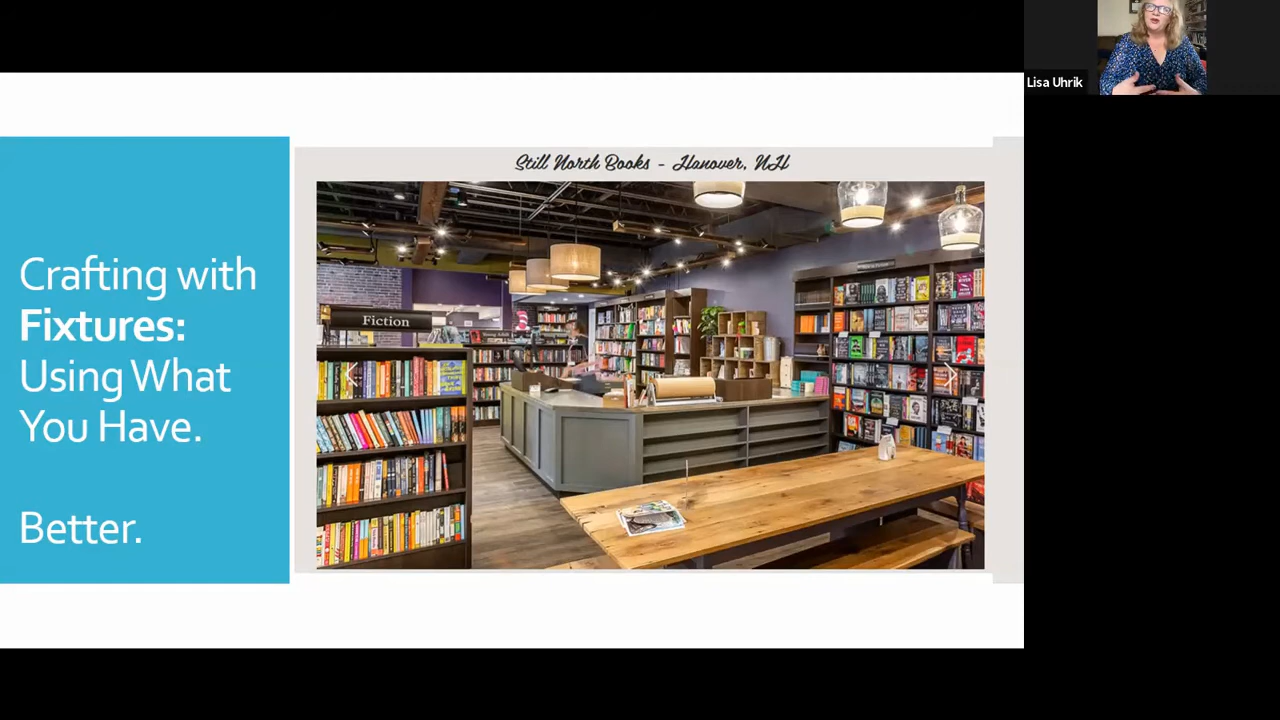 Lisa Uhrik
Still North Books - Hanover, NH
Crafting with
Fixtures:
Using What
You Have.
Better.
Fiction